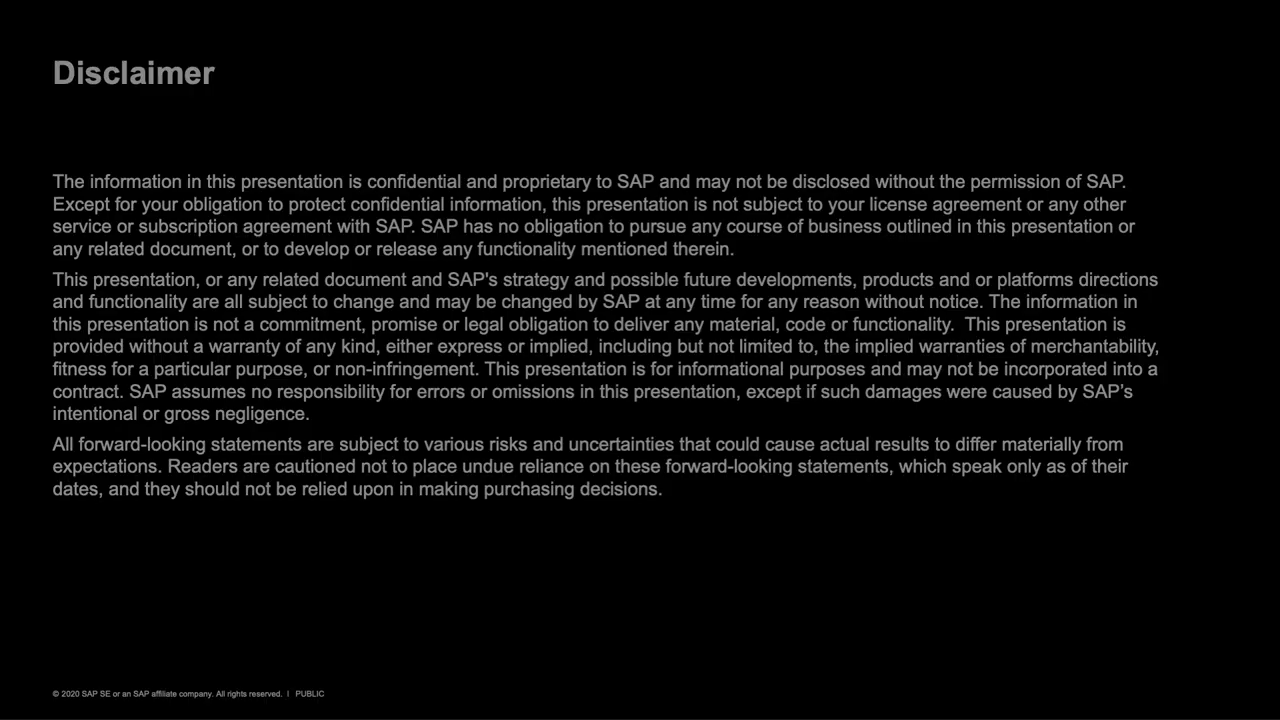 Disclaimer
The information in this presentation is confidential and proprietary to SAP and may not be disclosed without the permission of SAP.
Except for your obligation to protect confidential information, this presentation is not subject to your license agreement or any other
service or subscription agreement with SAP. SAP has no obligation to pursue any course of business outlined in this presentation or
any related document, or to develop or release any functionality mentioned therein.
This presentation, or any related document and SAP's strategy and possible future developments, products and or platforms directions
and functionality are all subject to change and may be changed by SAP at any time for any reason without notice. The information in
this presentation is not a commitment, promise or legal obligation to deliver any material, code or functionality.  This presentation is
provided without a warranty of any kind, either express or implied, including but not limited to, the implied warranties of merchantability,
fitness for a particular purpose, or non-infringement. This presentation is for informational purposes and may not be incorporated into a
contract. SAP assumes no responsibility for errors or omissions in this presentation, except if such damages were caused by SAP’s
intentional or gross negligence.
All forward-looking statements are subject to various risks and uncertainties that could cause actual results to differ materially from
expectations. Readers are cautioned not to place undue reliance on these forward-looking statements, which speak only as of their
dates, and they should not be relied upon in making purchasing decisions.
© 2020 SAP SE or an SAP affiliate company. All rights reserved. | PUBLIC